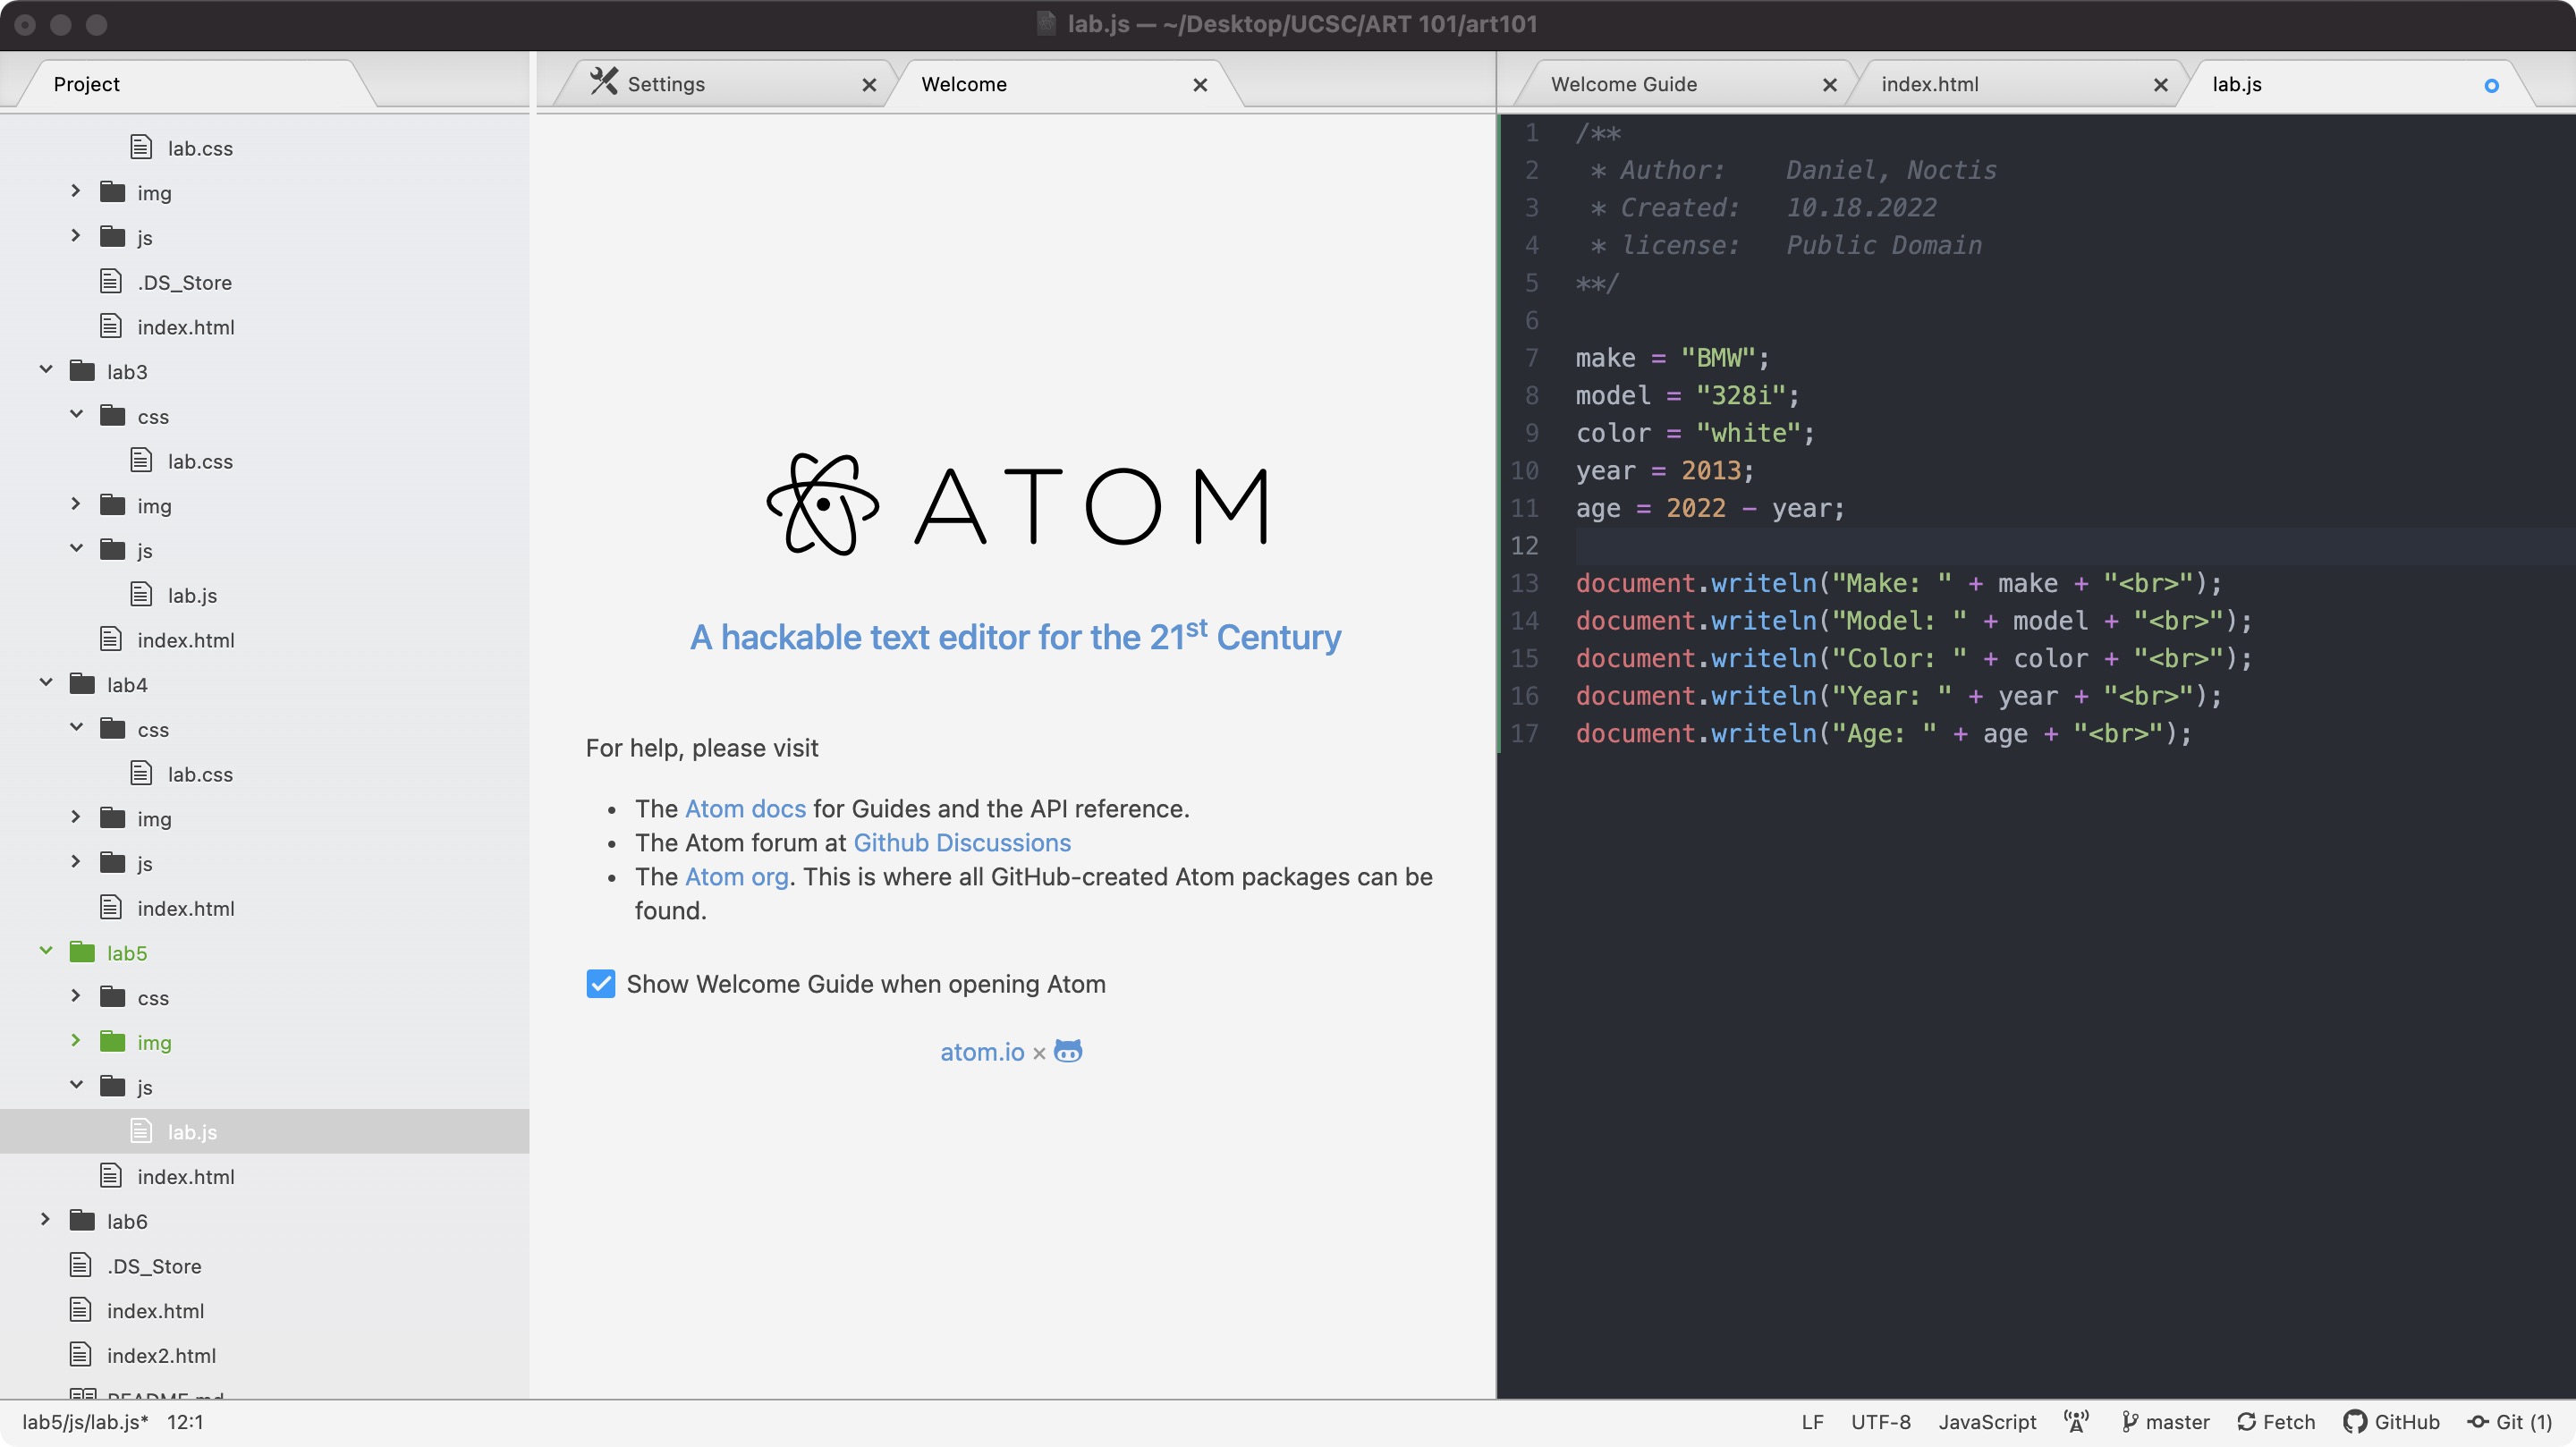 lab.js — ~/Desktop/UCSC/ART 101/art101
Project
lab.css
img
js
.DS_Store
index.html
lab3
css
lab.css
img
js
lab.js
index.html
lab4
css
lab.css
img
js
index.html
lab5
css
img
js
lab.js
index.html
lab6
.DS_Store
index.html
index2.html
README.md
Settings
Welcome
ATOM
A hackable text editor for the 21st Century
For help, please visit
• The Atom docs for Guides and the API reference.
• The Atom forum at Github Discussions
• The Atom org. This is where all GitHub-created Atom packages can be
found.
Show Welcome Guide when opening Atom
atom.io ×
Welcome Guide
index.html
lab.js
1 /**
2  * Author:    Daniel, Noctis
3  * Created:   10.18.2022
4  * license:   Public Domain
5 **/
6
7 make = "BMW";
8 model = "328i";
9 color = "white";
10 year = 2013;
11 age = 2022 - year;
12
13 document.writeln("Make: " + make + "<br>");
14 document.writeln("Model: " + model + "<br>");
15 document.writeln("Color: " + color + "<br>");
16 document.writeln("Year: " + year + "<br>");
17 document.writeln("Age: " + age + "<br>");
lab5/js/lab.js* 12:1
LF UTF-8 JavaScript master Fetch GitHub Git (1)